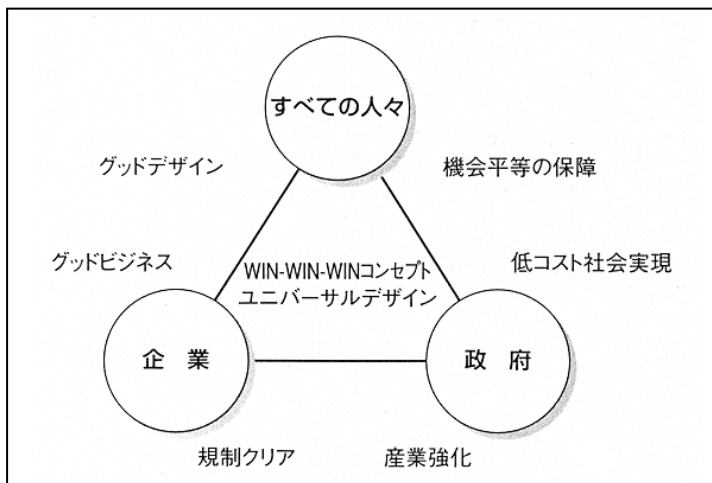 すべての人々
グッドデザイン
機会平等の保障
グッドビジネス
WIN-WIN-WINコンセプト
ユニバーサルデザイン
低コスト社会実現
企　業
政　府
規制クリア
産業強化